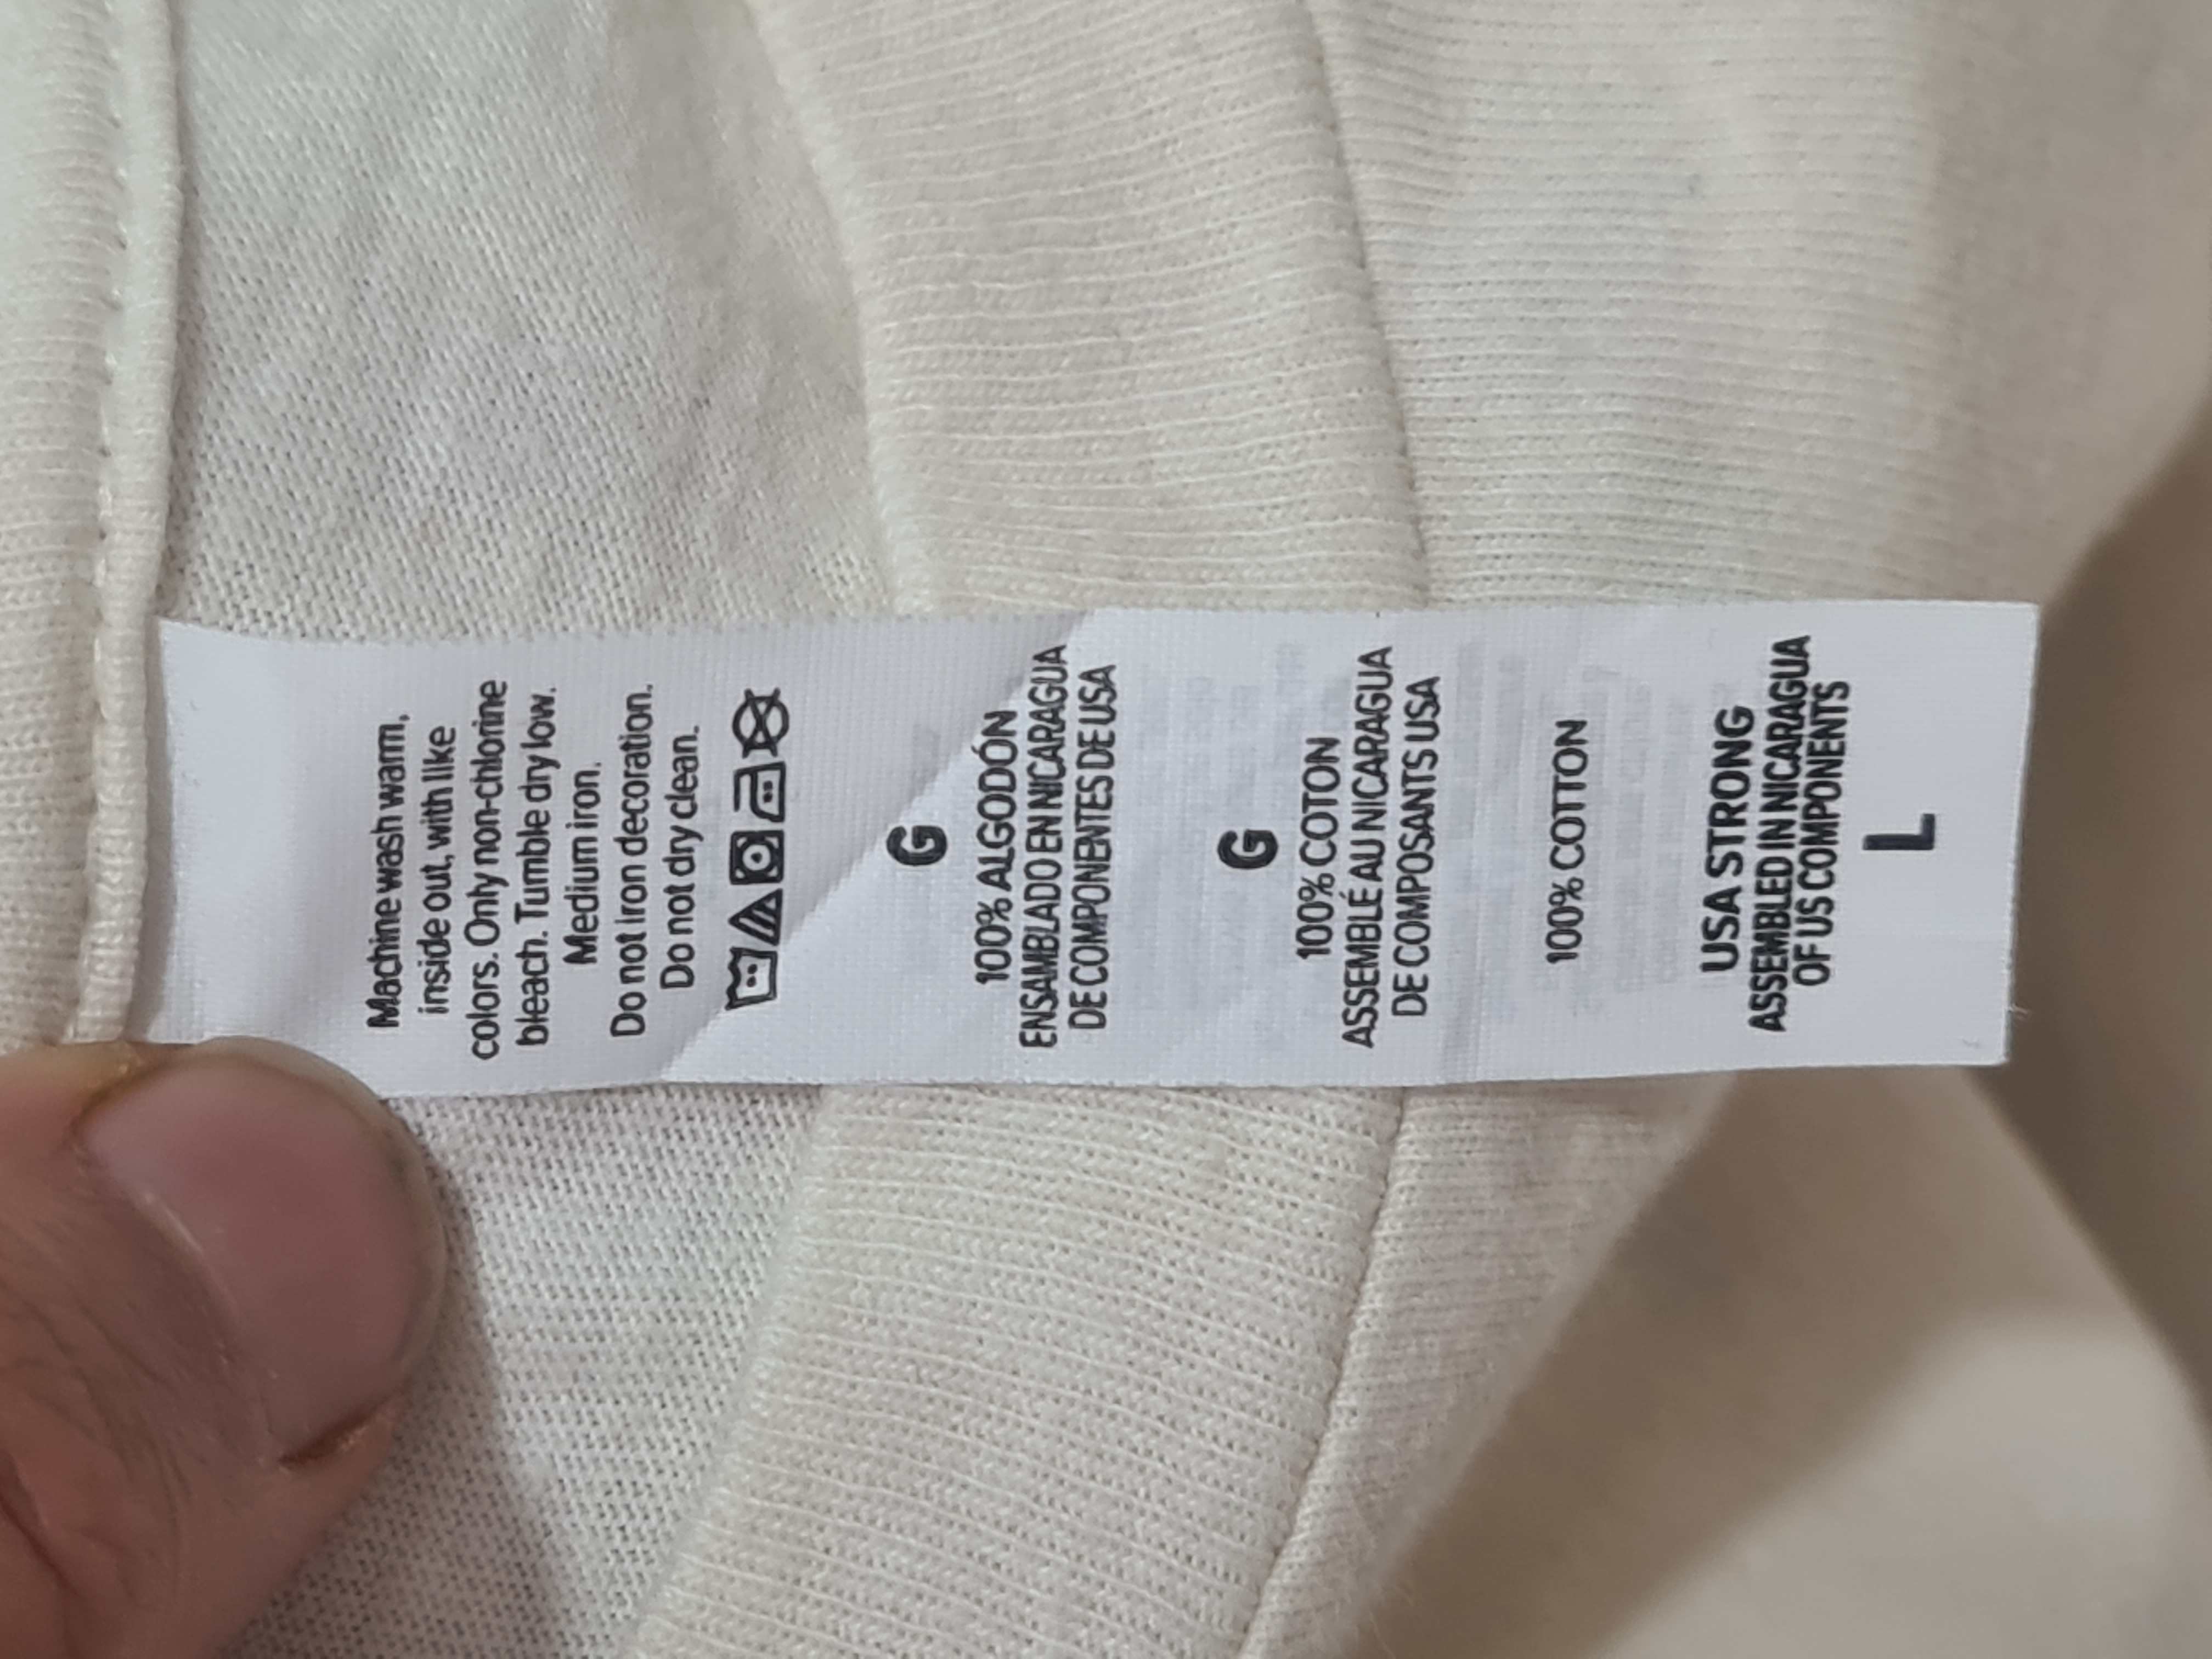 Machine wash warm,
inside out, with like
colors. Only non-chlorine
bleach. Tumble dry low.
Medium iron.
Do not iron decoration.
Do not dry clean.
G
100% ALGODÓN
ENSAMBLADO EN NICARAGUA
DE COMPONENTES DE USA
G
100% COTON
ASSEMBLÉ AU NICARAGUA
DE COMPOSANTS USA
100% COTTON
USA STRONG
ASSEMBLED IN NICARAGUA
OF US COMPONENTS
L